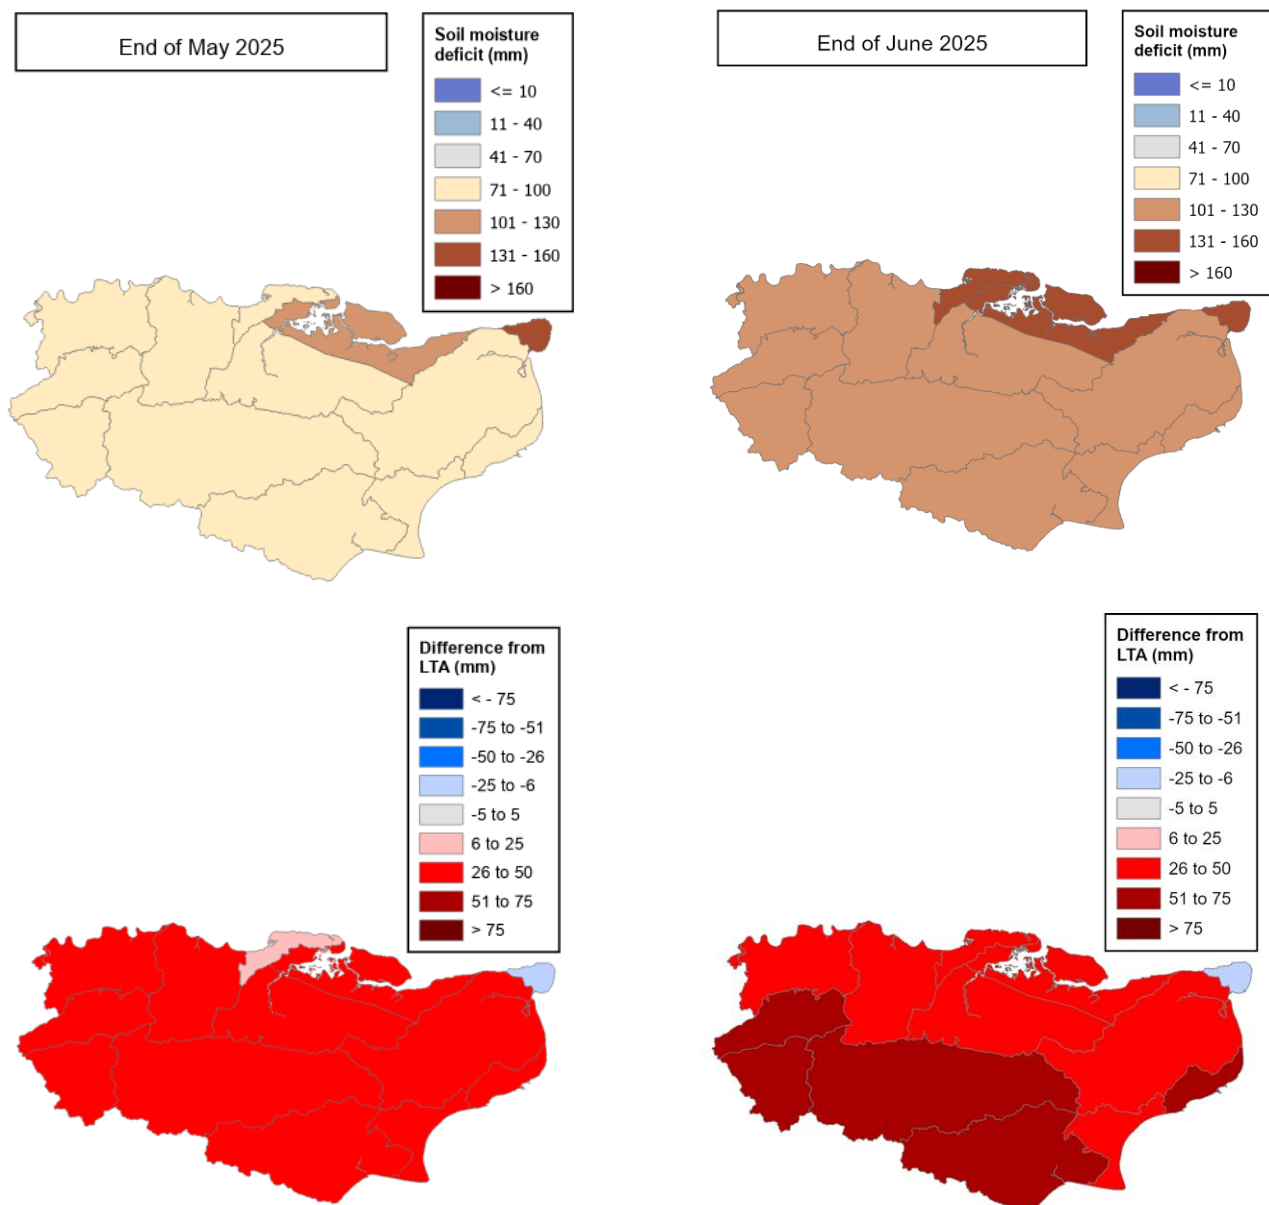 End of May 2025
Soil moisture
deficit (mm)
<= 10
11 - 40
41 - 70
71 - 100
101 - 130
131 - 160
> 160
End of June 2025
Soil moisture
deficit (mm)
<= 10
11 - 40
41 - 70
71 - 100
101 - 130
131 - 160
> 160
Difference from
LTA (mm)
< - 75
-75 to -51
-50 to -26
-25 to -6
-5 to 5
6 to 25
26 to 50
51 to 75
> 75
Difference from
LTA (mm)
< - 75
-75 to -51
-50 to -26
-25 to -6
-5 to 5
6 to 25
26 to 50
51 to 75
> 75